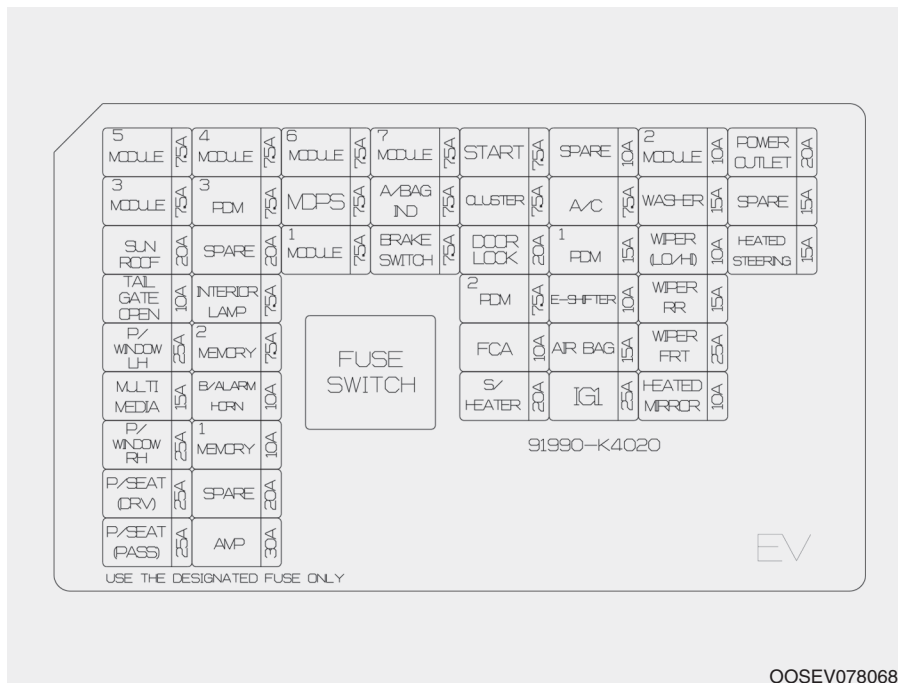 5 MODULE 7.5A 4 MODULE 7.5A 6 MODULE 7.5A 7 MODULE 7.5A START 7.5A SPARE 10A 2 MODULE 10A POWER OUTLET 20A
3 MODULE 7.5A 3 PDM 7.5A MDPS 7.5A A/BAG IND 7.5A CLUSTER 7.5A A/C 7.5A WASHER 15A SPARE 15A
SUN ROOF 20A SPARE 20A 1 MODULE 7.5A BRAKE SWITCH 7.5A DOOR LOCK 20A 1 PDM 15A WIPER (LO/HI) 10A HEATED STEERING 15A
TAIL GATE OPEN 10A INTERIOR LAMP 7.5A 2 PDM 7.5A E-SHIFTER 10A WIPER RR 15A
P/WINDOW LH 25A 2 MEMORY 7.5A FUSE SWITCH FCA 10A AIR BAG 15A WIPER FRT 25A
MULTI MEDIA 15A B/ALARM HORN 10A S/HEATER 20A IG1 25A HEATED MIRROR 10A
P/WINDOW RH 25A 1 MEMORY 10A 91990-K4020
P/SEAT (DRV) 25A SPARE 20A
P/SEAT (PASS) 25A AMP 30A EV
USE THE DESIGNATED FUSE ONLY
OOSEV078068